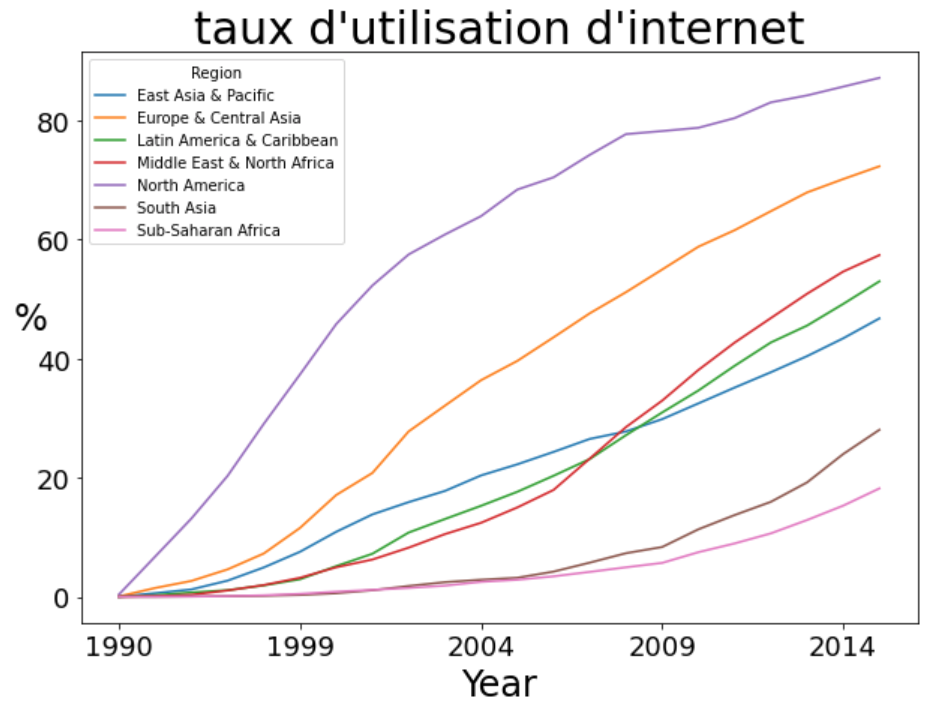 taux d'utilisation d'internet
Region
East Asia & Pacific
Europe & Central Asia
Latin America & Caribbean
Middle East & North Africa
North America
South Asia
Sub-Saharan Africa
80
60
%
40
20
0
1990 1999 2004 2009 2014
Year